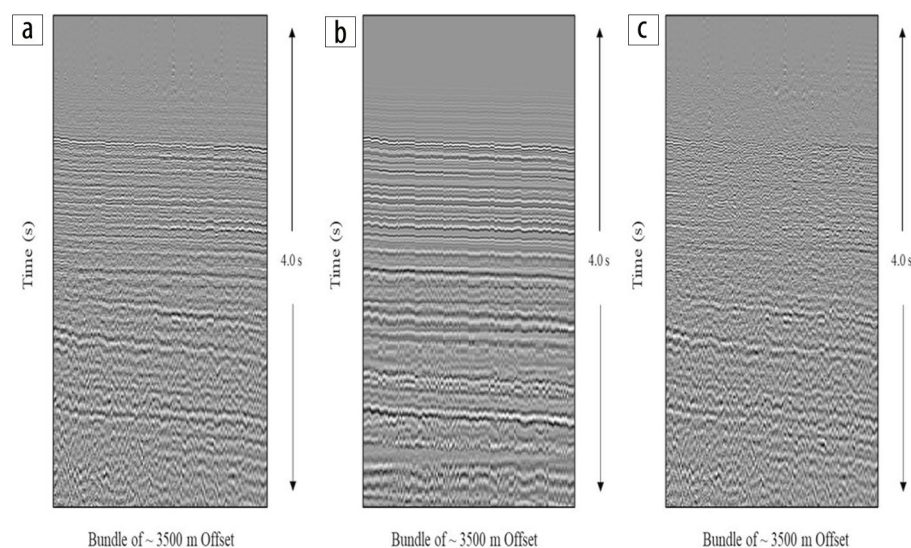 a
b
c
Time (s)
4.0 s
Time (s)
4.0 s
Time (s)
4.0 s
Bundle of ~ 3500 m Offset
Bundle of ~ 3500 m Offset
Bundle of ~ 3500 m Offset